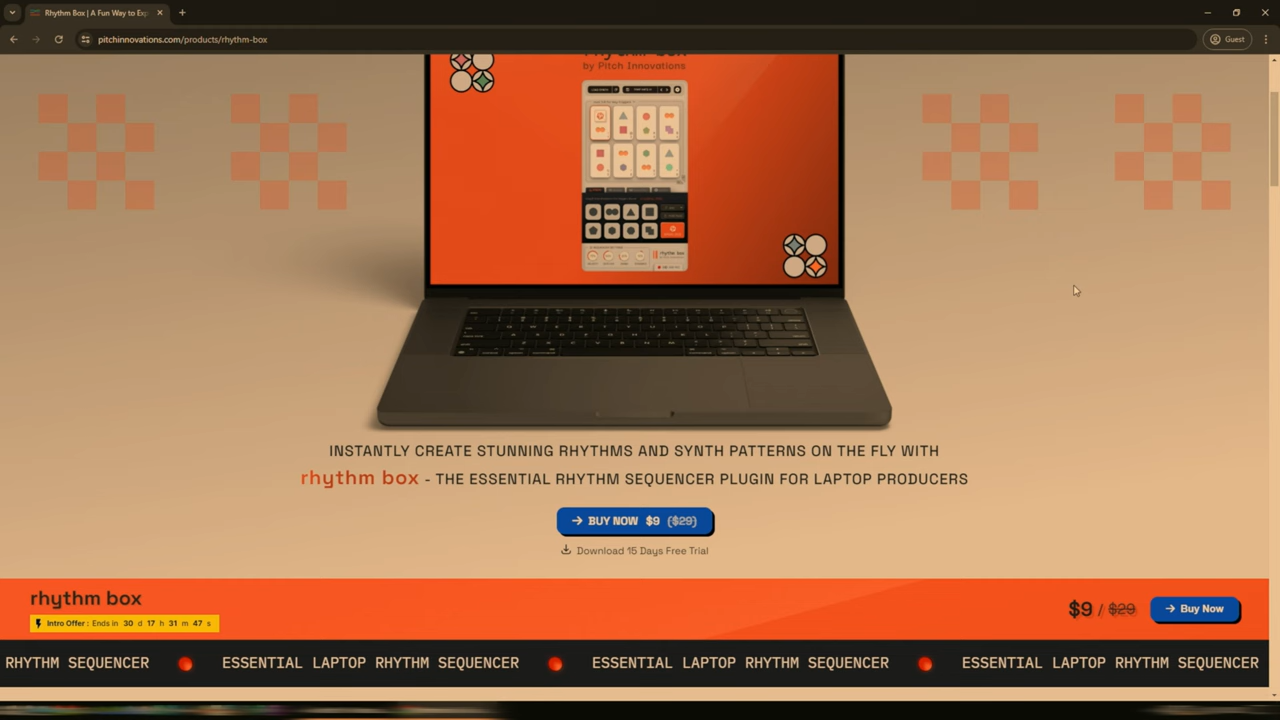 Rhythm Box | A Fun Way to Exp
pitchinnovations.com/products/rhythm-box
Guest
by Pitch Innovations
rhythm box
INSTANTLY CREATE STUNNING RHYTHMS AND SYNTH PATTERNS ON THE FLY WITH
rhythm box - THE ESSENTIAL RHYTHM SEQUENCER PLUGIN FOR LAPTOP PRODUCERS
BUY NOW $9 ($29)
Download 15 Days Free Trial
rhythm box
Intro Offer : Ends in 30 d 17 h 31 m 47 s
$9 / $29
Buy Now
RHYTHM SEQUENCER ESSENTIAL LAPTOP RHYTHM SEQUENCER ESSENTIAL LAPTOP RHYTHM SEQUENCER ESSENTIAL LAPTOP RHYTHM SEQUENCER